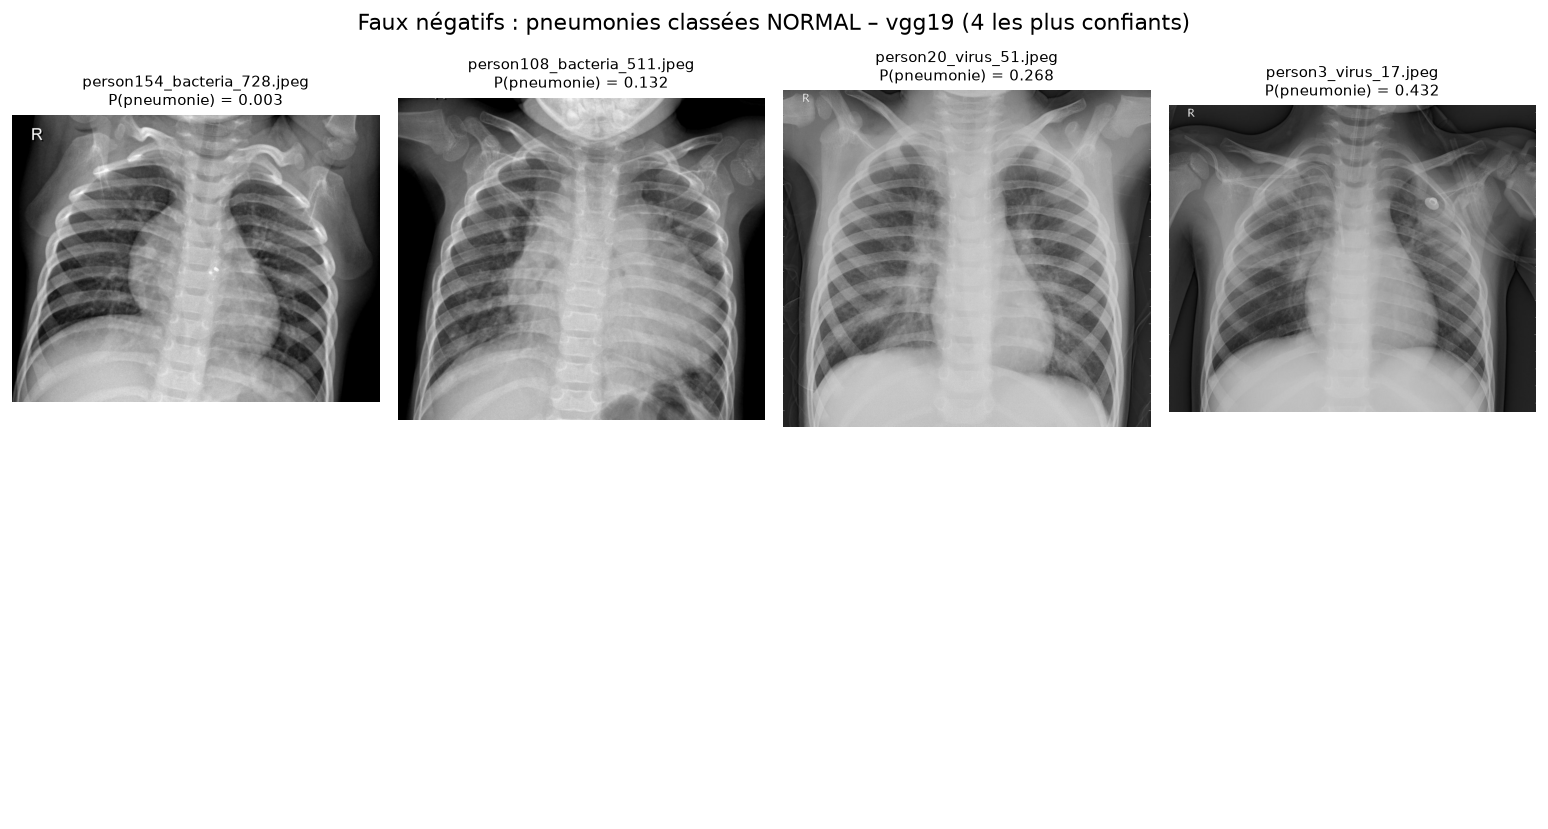 Faux négatifs : pneumonies classées NORMAL – vgg19 (4 les plus confiants)
person154_bacteria_728.jpeg
P(pneumonie) = 0.003
person108_bacteria_511.jpeg
P(pneumonie) = 0.132
person20_virus_51.jpeg
P(pneumonie) = 0.268
person3_virus_17.jpeg
P(pneumonie) = 0.432
R
R
R